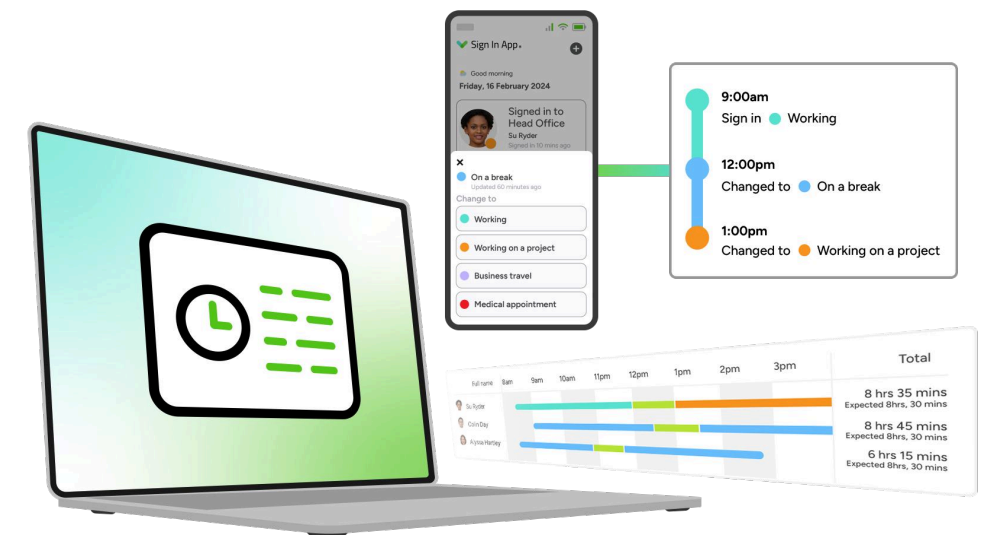 Sign In App.
Good morning
Friday, 16 February 2024
Signed in to
Head Office
Su Ryder
Signed in 10 mins ago
On a break
Updated 60 minutes ago
Change to
Working
Working on a project
Business travel
Medical appointment
9:00am
Sign in Working
12:00pm
Changed to On a break
1:00pm
Changed to Working on a project
Full name 8am 9am 10am 11pm 12pm 1pm 2pm 3pm Total
Su Ryder 8 hrs 35 mins
Expected 8hrs, 30 mins
Colin Day 8 hrs 45 mins
Expected 8hrs, 30 mins
Alyssa Hartley 6 hrs 15 mins
Expected 8hrs, 30 mins